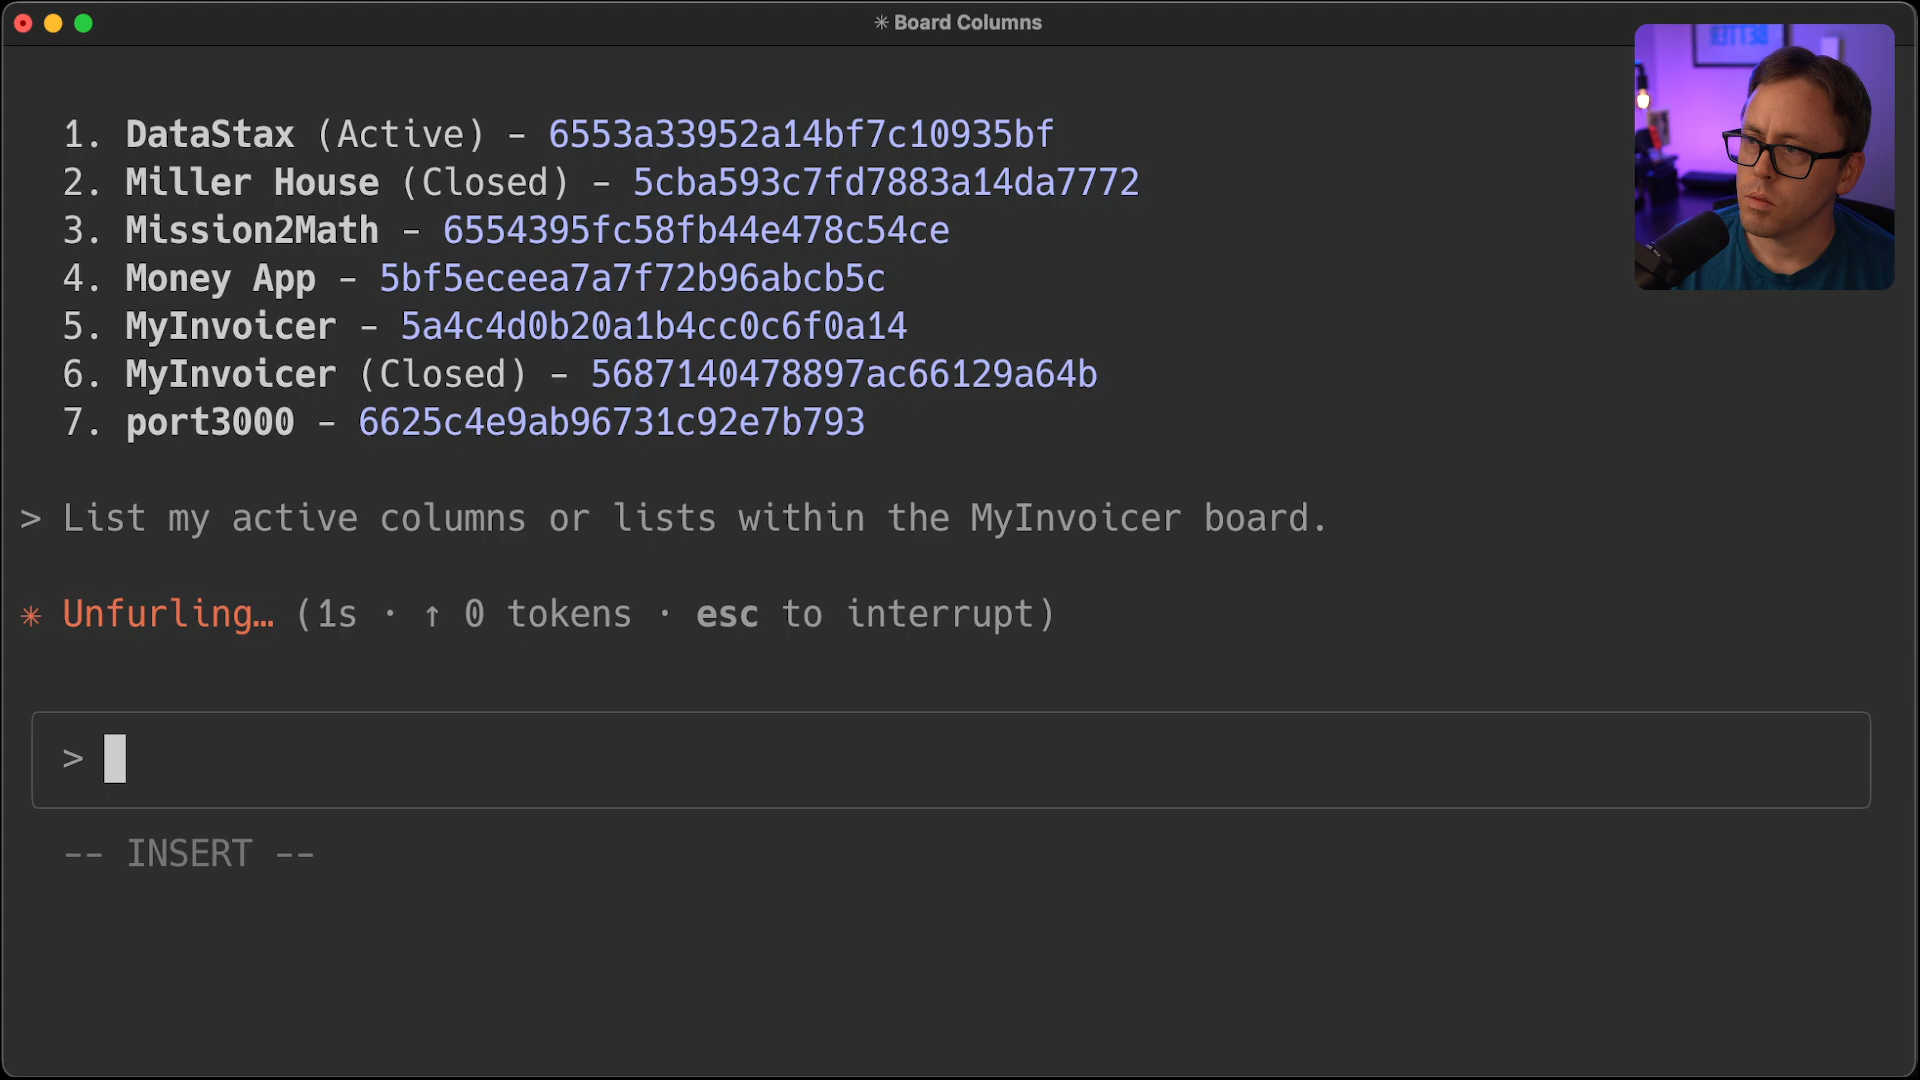 ✳ Board Columns
BETTER
1. DataStax (Active) – 6553a33952a14bf7c10935bf
2. Miller House (Closed) – 5cba593c7fd7883a14da7772
3. Mission2Math – 6554395fc58fb44e478c54ce
4. Money App – 5bf5eceea7a7f72b96abcb5c
5. MyInvoicer – 5a4c4d0b20a1b4cc0c6f0a14
6. MyInvoicer (Closed) – 5687140478897ac66129a64b
7. port3000 – 6625c4e9ab96731c92e7b793
> List my active columns or lists within the MyInvoicer board.
✳ Unfurling… (1s · ↑ 0 tokens · esc to interrupt)
>
-- INSERT --